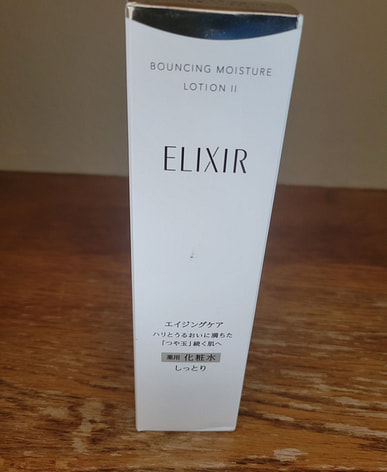 BOUNCING MOISTURE
LOTION II
ELIXIR
エイジングケア
ハリとうるおいに満ちた
「つや玉」続く肌へ
薬用 化粧水
しっとり